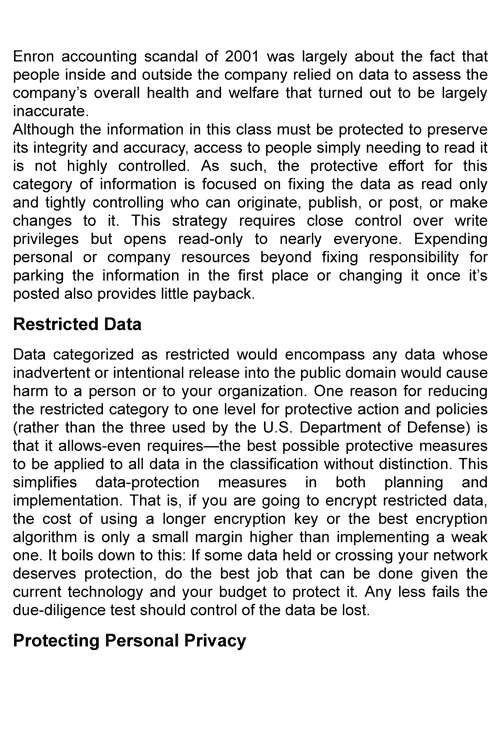 Enron accounting scandal of 2001 was largely about the fact that
people inside and outside the company relied on data to assess the
company's overall health and welfare that turned out to be largely
inaccurate.
Although the information in this class must be protected to preserve
its integrity and accuracy, access to people simply needing to read it
is not highly controlled. As such, the protective effort for this
category of information is focused on fixing the data as read only
and tightly controlling who can originate, publish, or post, or make
changes to it. This strategy requires close control over write
privileges but opens read-only to nearly everyone. Expending
personal or company resources beyond fixing responsibility for
parking the information in the first place or changing it once it's
posted also provides little payback.
Restricted Data
Data categorized as restricted would encompass any data whose
inadvertent or intentional release into the public domain would cause
harm to a person or to your organization. One reason for reducing
the restricted category to one level for protective action and policies
(rather than the three used by the U.S. Department of Defense) is
that it allows-even requires—the best possible protective measures
to be applied to all data in the classification without distinction. This
simplifies data-protection measures in both planning and
implementation. That is, if you are going to encrypt restricted data,
the cost of using a longer encryption key or the best encryption
algorithm is only a small margin higher than implementing a weak
one. It boils down to this: If some data held or crossing your network
deserves protection, do the best job that can be done given the
current technology and your budget to protect it. Any less fails the
due-diligence test should control of the data be lost.
Protecting Personal Privacy